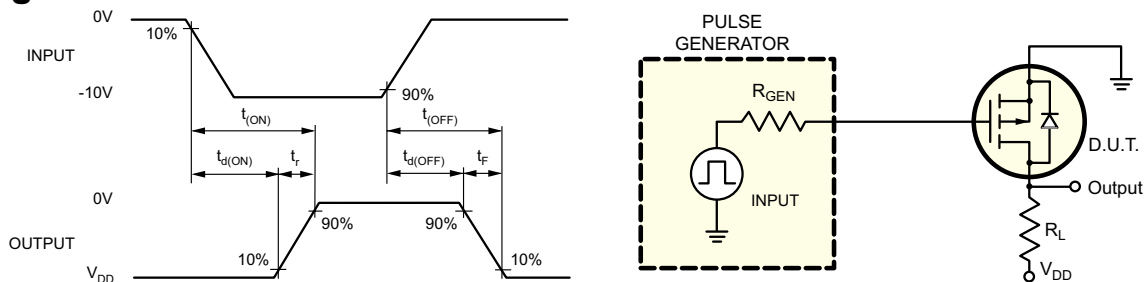 0V
10%
INPUT
-10V
90%
t(ON)
t(OFF)
td(ON)
tr
td(OFF)
tF
0V
90%
90%
OUTPUT
10%
10%
VDD
PULSE
GENERATOR
RGEN
INPUT
D.U.T.
Output
RL
VDD